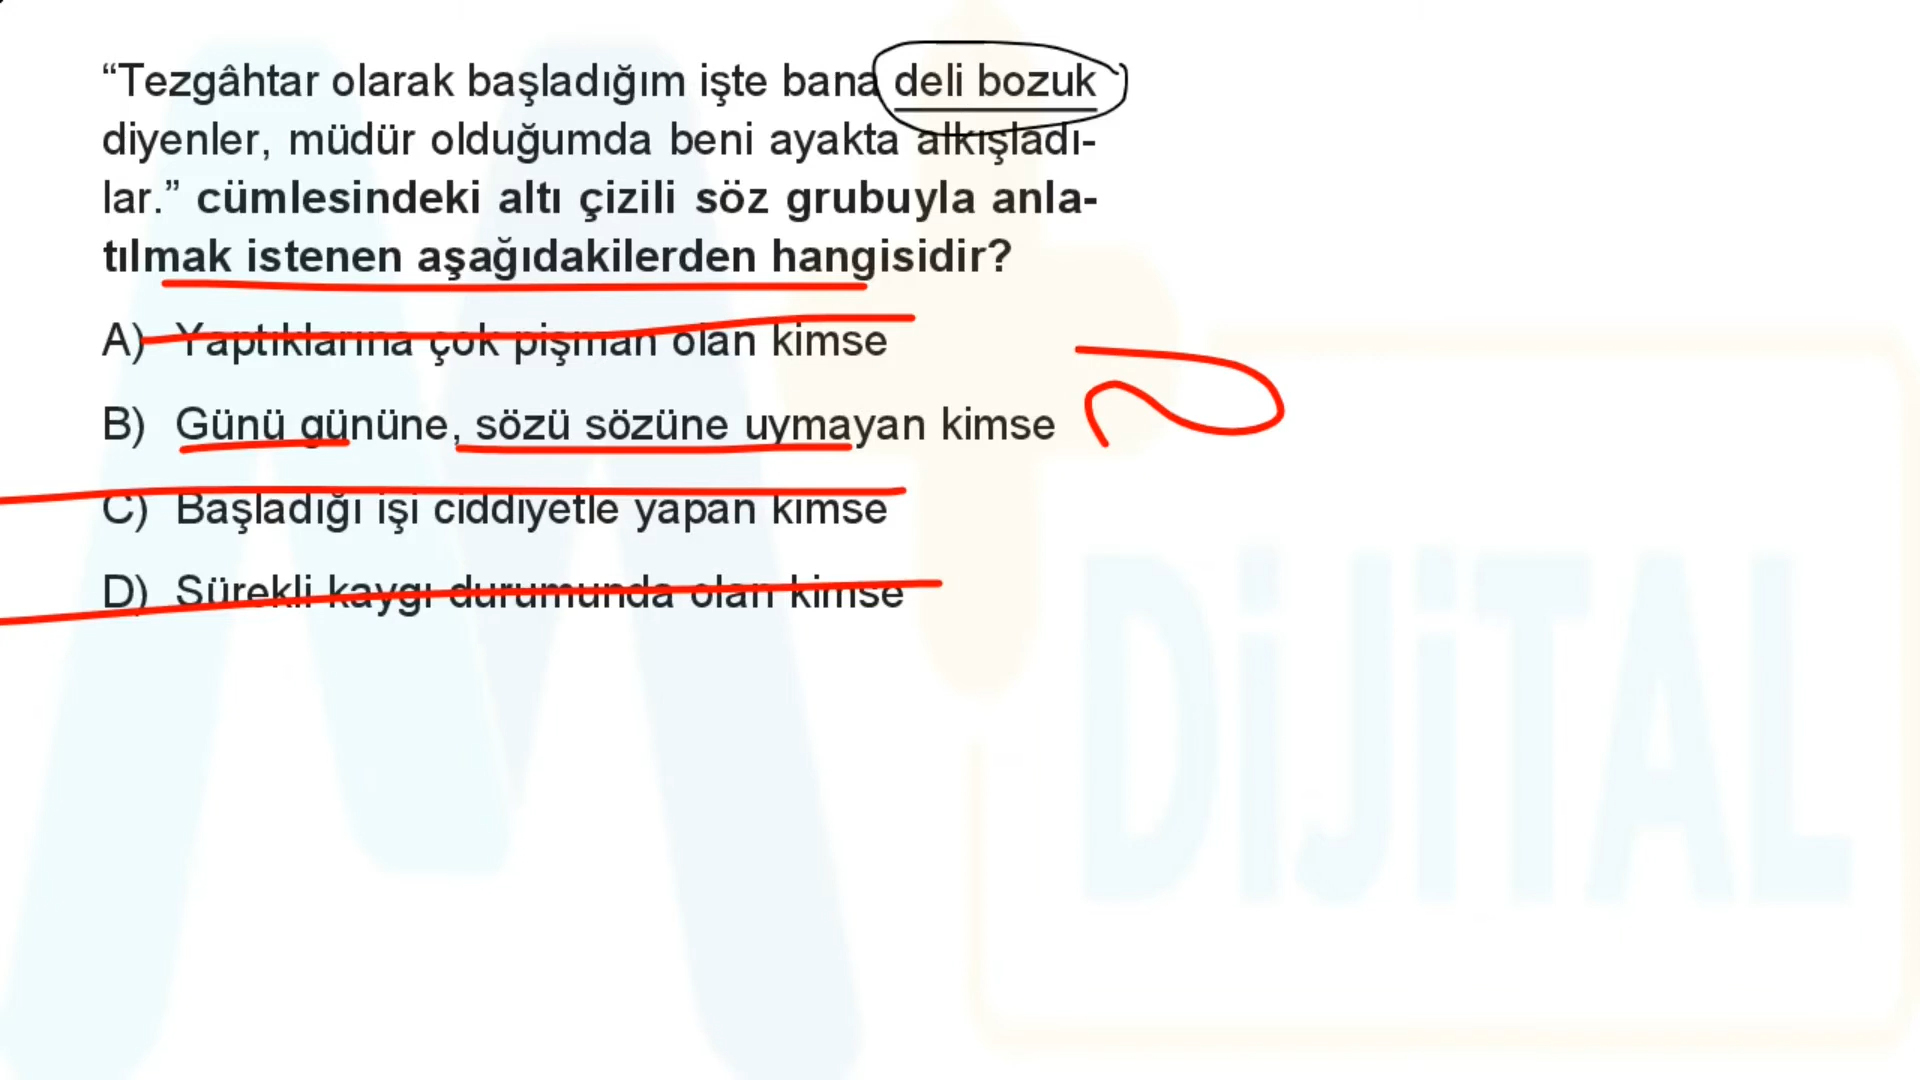 “Tezgâhtar olarak başladığım işte bana deli bozuk
diyenler, müdür olduğumda beni ayakta alkışladı-
lar.” cümlesindeki altı çizili söz grubuyla anla-
tılmak istenen aşağıdakilerden hangisidir?
A) Yaptıklarına çok pişman olan kimse
B) Günü gününe, sözü sözüne uymayan kimse
C) Başladığı işi ciddiyetle yapan kimse
D) Sürekli kaygı durumunda olan kimse
DİJİTAL